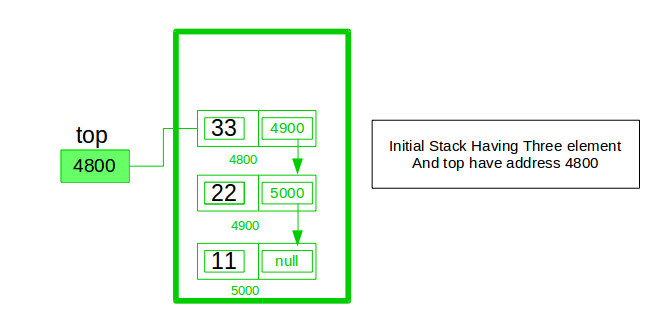 top
4800
33 4900
4800
22 5000
4900
11 null
5000
Initial Stack Having Three element
And top have address 4800